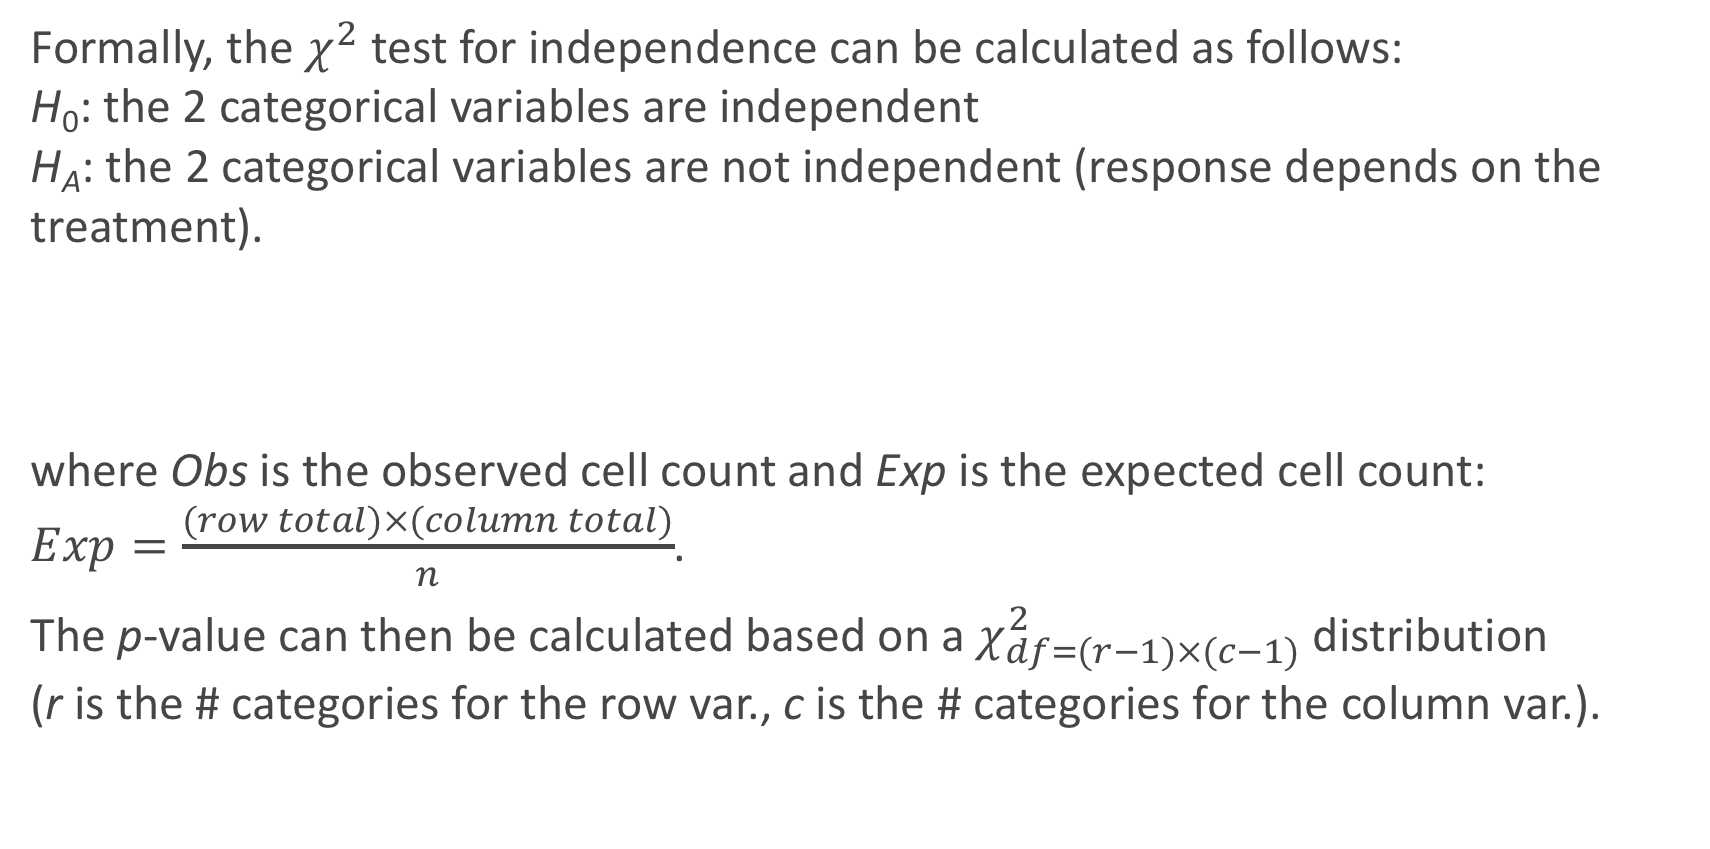 Formally, the χ² test for independence can be calculated as follows:
H₀: the 2 categorical variables are independent
H_A: the 2 categorical variables are not independent (response depends on the
treatment).
where Obs is the observed cell count and Exp is the expected cell count:
Exp = (row total)×(column total) / n.
The p-value can then be calculated based on a χ²_df=(r−1)×(c−1) distribution
(r is the # categories for the row var., c is the # categories for the column var.).